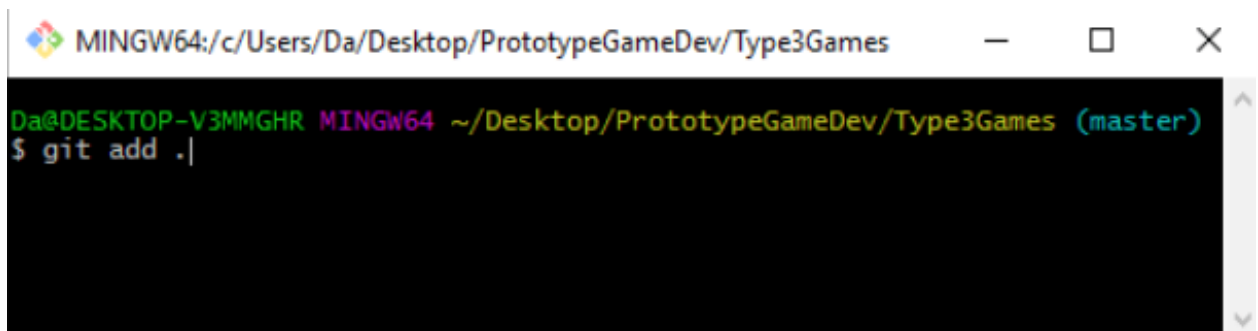 MINGW64:/c/Users/Da/Desktop/PrototypeGameDev/Type3Games
Da@DESKTOP-V3MMGHR MINGW64 ~/Desktop/PrototypeGameDev/Type3Games (master)
$ git add .